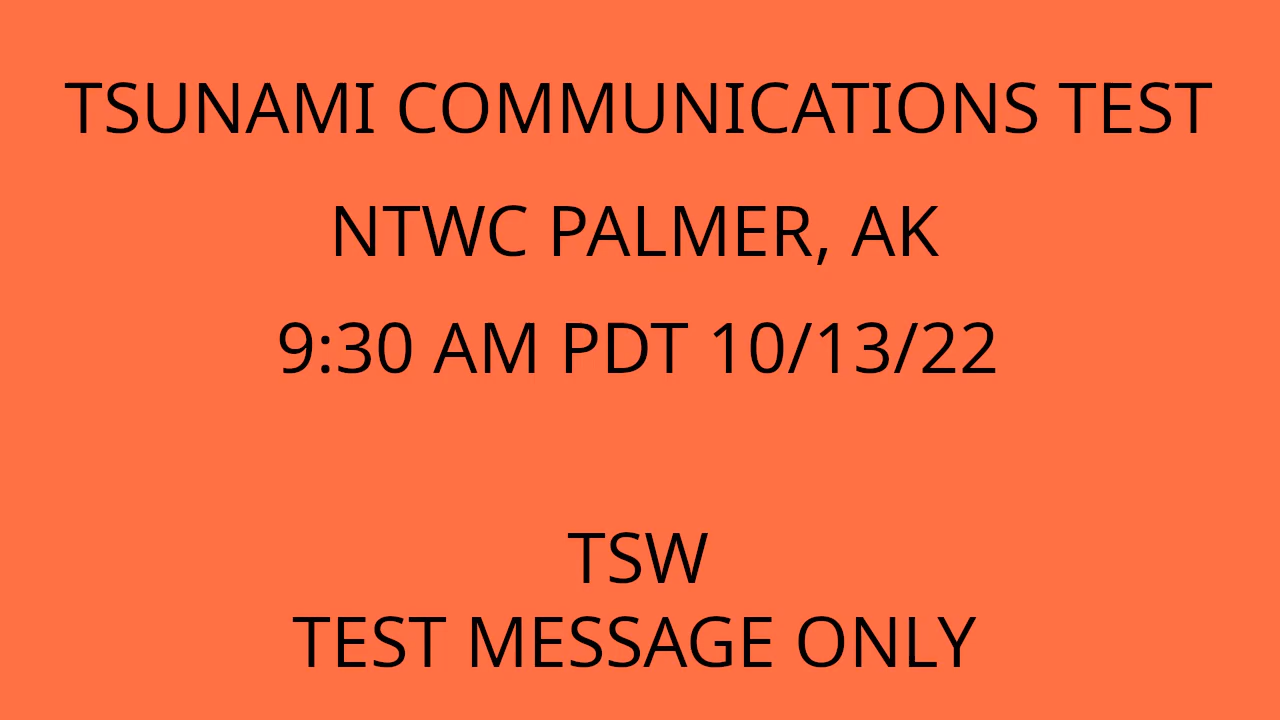 TSUNAMI COMMUNICATIONS TEST
NTWC PALMER, AK
9:30 AM PDT 10/13/22
TSW
TEST MESSAGE ONLY